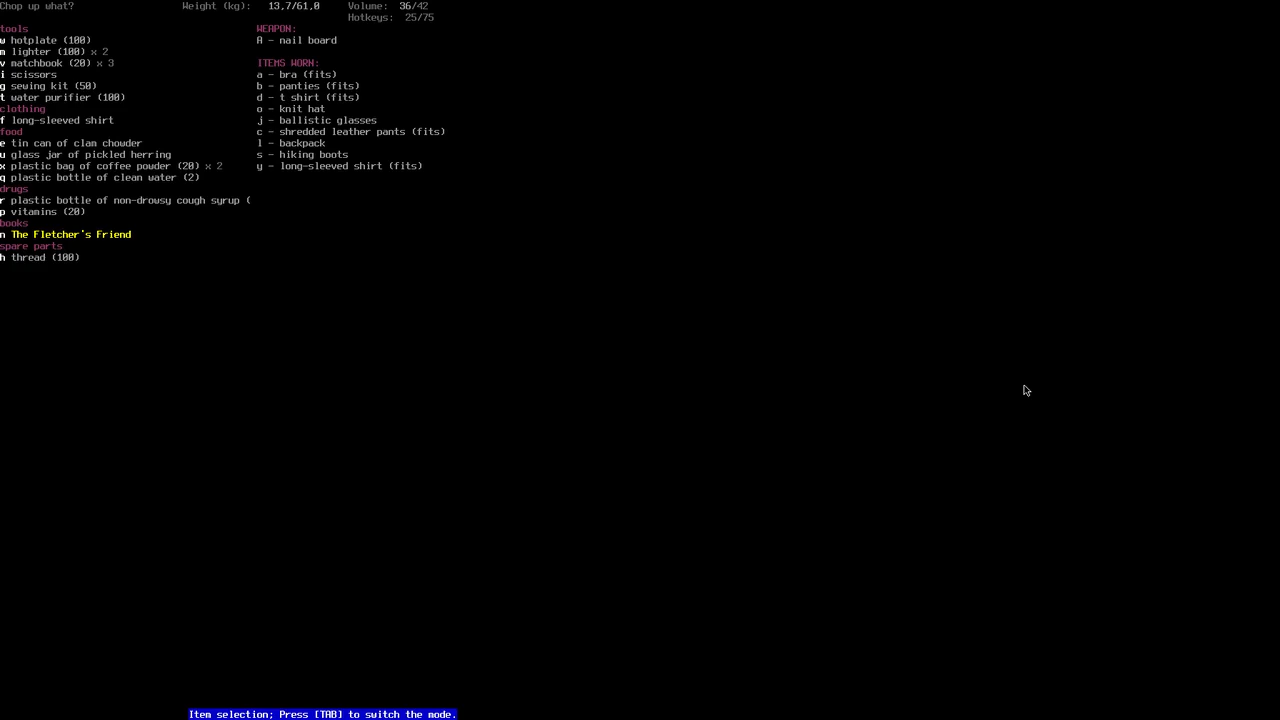 Chop up what? Weight (kg): 13,7/61,0 Volume: 36/42
Hotkeys: 25/75
tools
w hotplate (100)
m lighter (100) x 2
v matchbook (20) x 3
i scissors
g sewing kit (50)
t water purifier (100)
clothing
f long-sleeved shirt
food
e tin can of clam chowder
u glass jar of pickled herring
x plastic bag of coffee powder (20) x 2
q plastic bottle of clean water (2)
drugs
r plastic bottle of non-drowsy cough syrup (
p vitamins (20)
books
n The Fletcher's Friend
spare parts
h thread (100)
WEAPON:
A - nail board
ITEMS WORN:
a - bra (fits)
b - panties (fits)
d - t shirt (fits)
o - knit hat
j - ballistic glasses
c - shredded leather pants (fits)
l - backpack
s - hiking boots
y - long-sleeved shirt (fits)
Item selection; Press [TAB] to switch the mode.